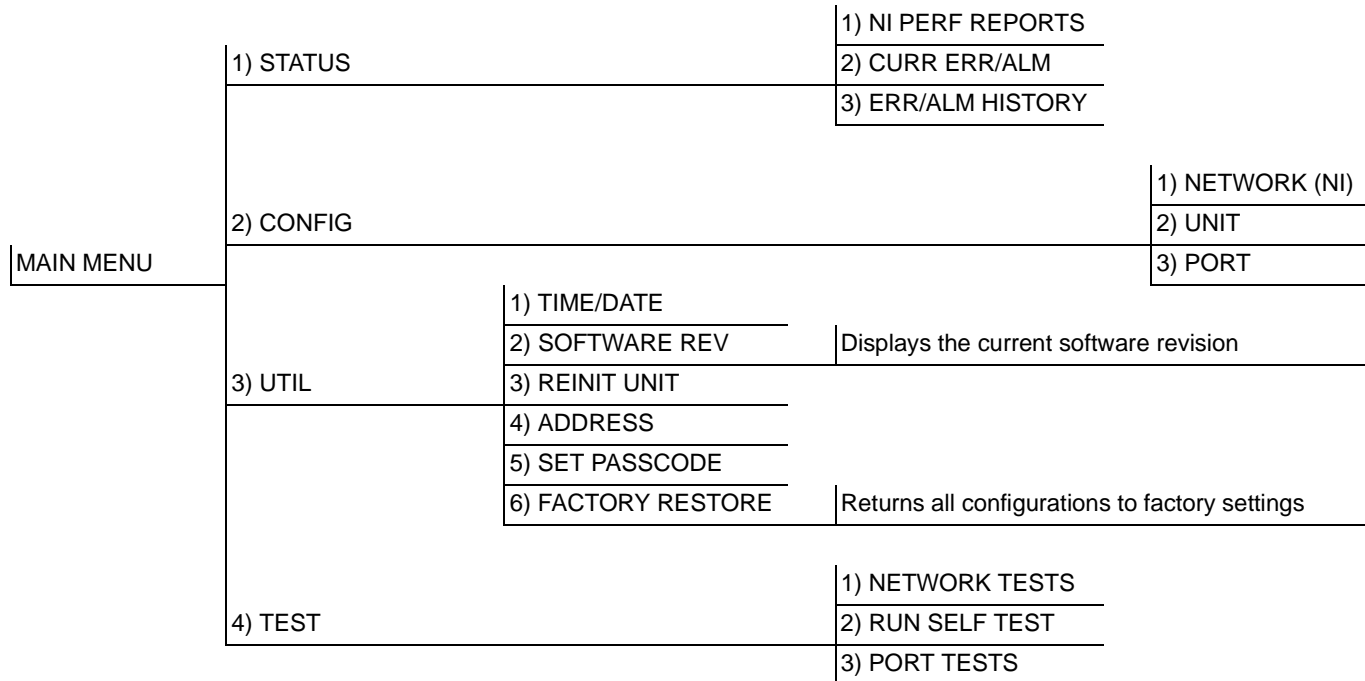 1) NI PERF REPORTS
1) STATUS
2) CURR ERR/ALM
3) ERR/ALM HISTORY
1) NETWORK (NI)
2) CONFIG
2) UNIT
MAIN MENU
3) PORT
1) TIME/DATE
2) SOFTWARE REV
Displays the current software revision
3) UTIL
3) REINIT UNIT
4) ADDRESS
5) SET PASSCODE
6) FACTORY RESTORE
Returns all configurations to factory settings
1) NETWORK TESTS
4) TEST
2) RUN SELF TEST
3) PORT TESTS